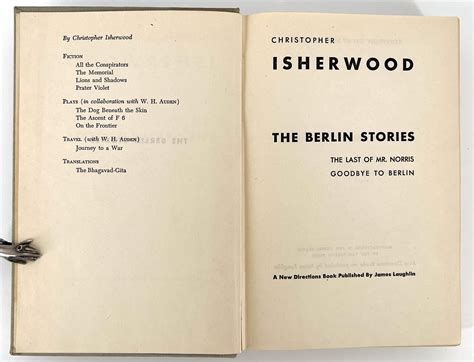 By Christopher Isherwood
Fiction
All the Conspirators
The Memorial
Lions and Shadows
Prater Violet
Plays (in collaboration with W. H. Auden)
The Dog Beneath the Skin
The Ascent of F 6
On the Frontier
Travel (with W. H. Auden)
Journey to a War
Translations
The Bhagavad-Gita
CHRISTOPHER
ISHERWOOD
THE BERLIN STORIES
THE LAST OF MR. NORRIS
GOODBYE TO BERLIN
A New Directions Book Published By James Laughlin